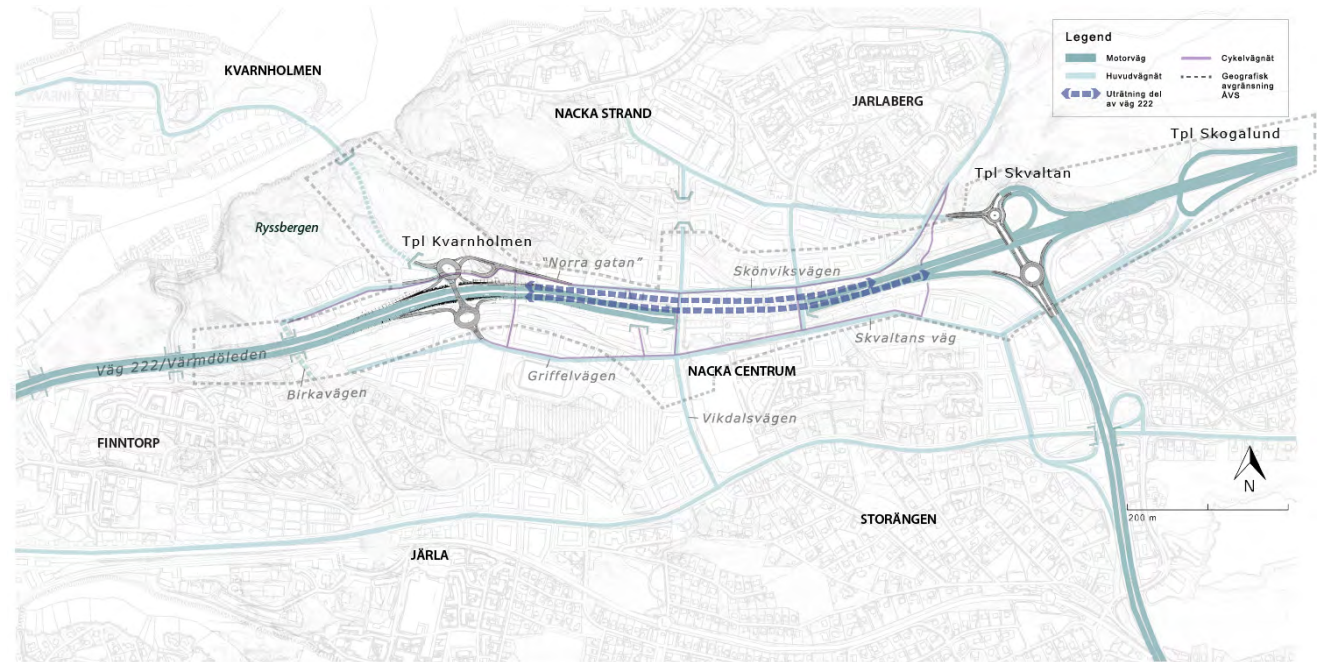 Legend
Motorväg
Huvudvägnät
Uträtning del
av väg 222
Cykelvägnät
Geografisk
avgränsning
ÅVS
KVARNHOLMEN
KVARNHOLMEN
NACKA STRAND
JARLABERG
Tpl Skogalund
Tpl Skvaltan
Ryssbergen
Tpl Kvarnholmen
"Norra gatan"
Skönviksvägen
Väg 222/Värmdöleden
Birkavägen
Griffelvägen
NACKA CENTRUM
Skvaltans väg
Vikdalsvägen
FINNTORP
N
200 m
STORÄNGEN
JÄRLA